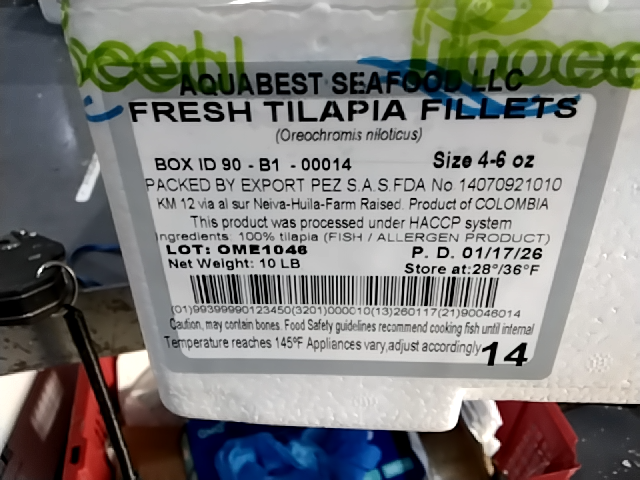 AQUABEST SEAFOOD LLC
FRESH TILAPIA FILLETS
(Oreochromis niloticus)
BOX ID 90 - B1 - 00014 Size 4-6 oz
PACKED BY EXPORT PEZ S.A.S.FDA No.14070921010
KM 12 via al sur Neiva-Huila-Farm Raised. Product of COLOMBIA
This product was processed under HACCP system
Ingredients: 100% tilapia (FISH / ALLERGEN PRODUCT)
LOT: OME1046 P. D. 01/17/26
Net Weight: 10 LB Store at:28°/36°F
(01)99399990123450(3201)000010(13)260117(21)90046014
Caution, may contain bones. Food Safety guidelines recommend cooking fish until internal
Temperature reaches 145ºF Appliances vary,adjust accordingly 14